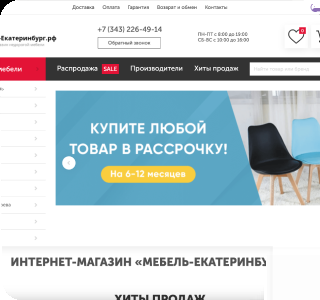 Доставка Оплата Гарантия Возврат и обмен Контакты
-Екатеринбург.рф
+7 (343) 226-49-14
Обратный звонок
ПН-ПТ с 8:00 до 19:00
СБ-ВС с 10:00 до 16:00
0
мебели
Распродажа SALE Производители Хиты продаж
КУПИТЕ ЛЮБОЙ
ТОВАР В РАССРОЧКУ!
На 6-12 месяцев
ИНТЕРНЕТ-МАГАЗИН «МЕБЕЛЬ-ЕКАТЕРИНБУ
ХИТЫ ПРОДАЖ